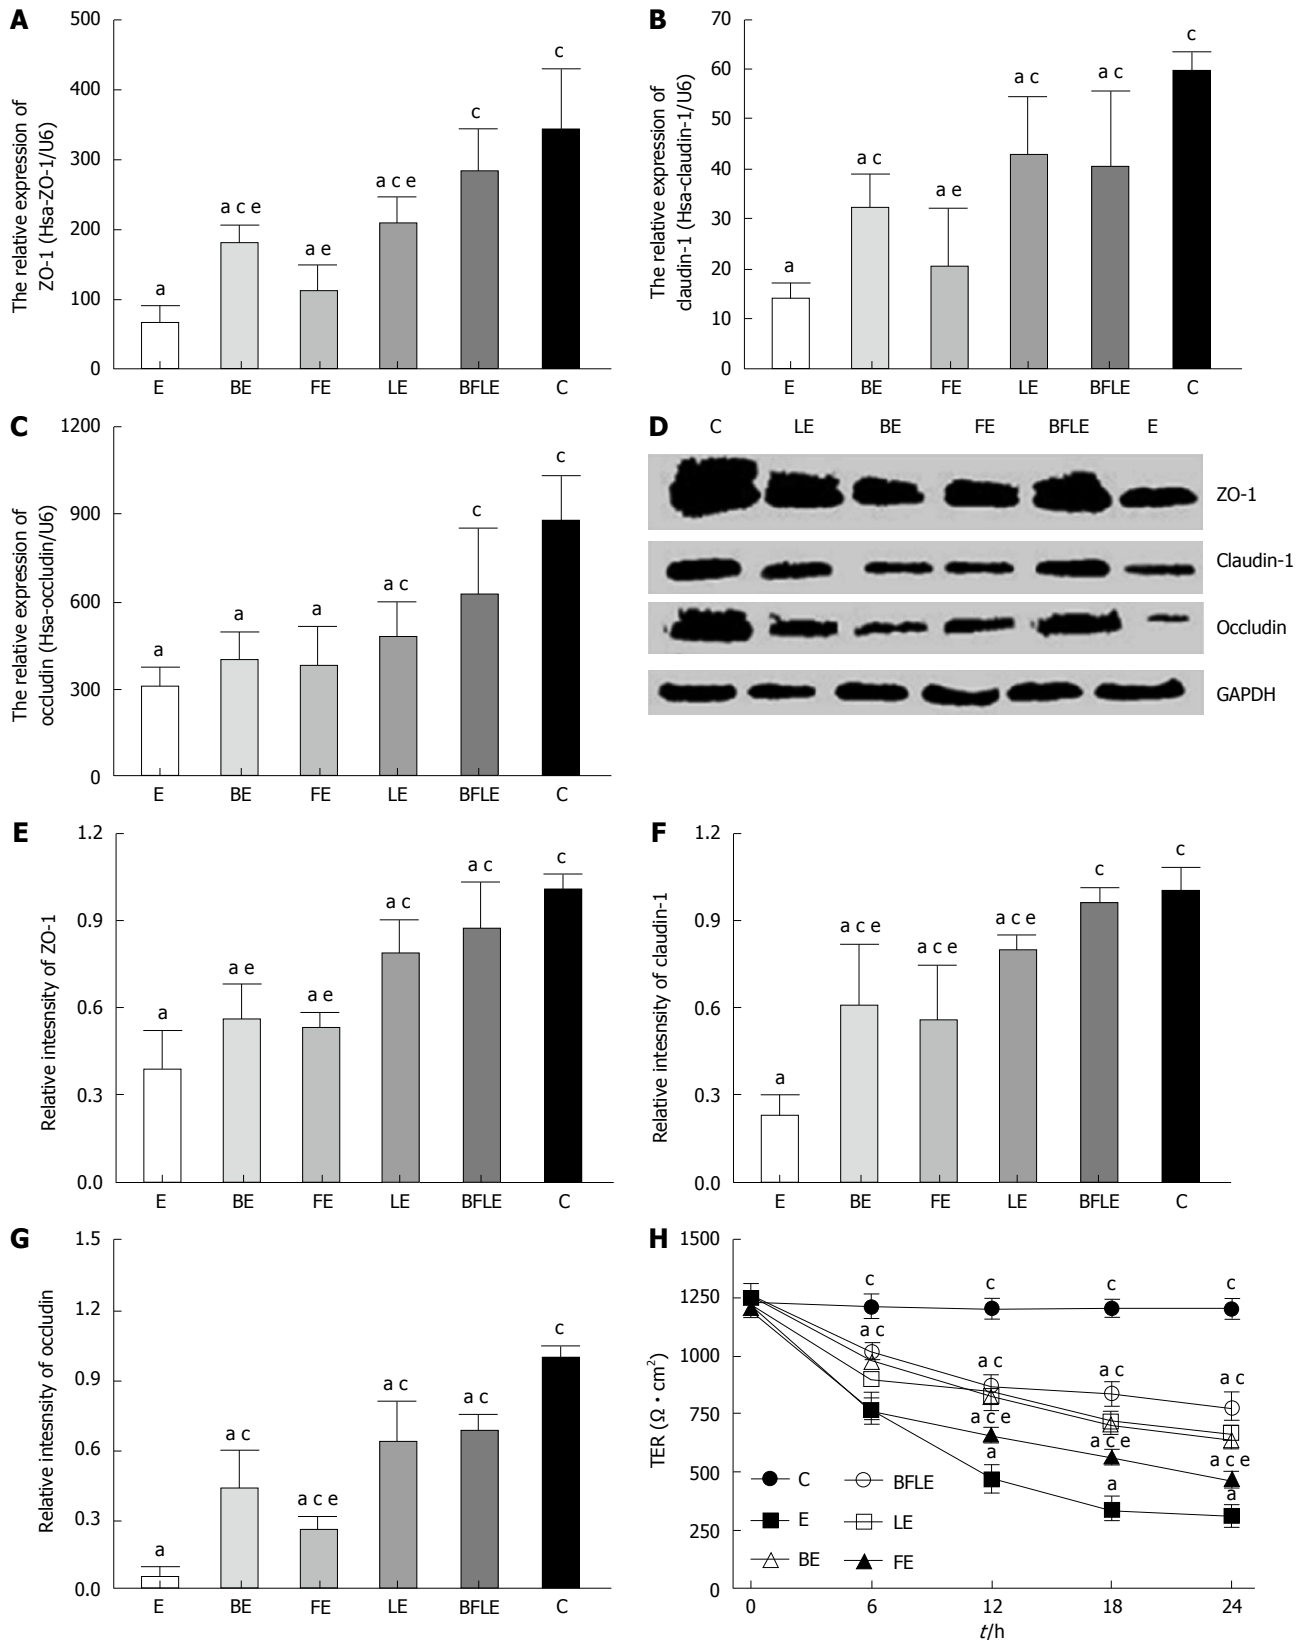 A
The relative expression of
ZO-1 (Hsa-ZO-1/U6)
500
400
300
200
100
0
a
a c e
a e
a c e
c
c
E BE FE LE BFLE C
B
The relative expression of
claudin-1 (Hsa-claudin-1/U6)
70
60
50
40
30
20
10
0
a
a c
a e
a c
a c
c
E BE FE LE BFLE C
C
The relative expression of
occludin (Hsa-occludin/U6)
1200
900
600
300
0
a
a
a
a c
c
c
E BE FE LE BFLE C
D
C LE BE FE BFLE E
ZO-1
Claudin-1
Occludin
GAPDH
E
Relative intesnsity of ZO-1
1.2
0.9
0.6
0.3
0.0
a
a e
a e
a c
a c
c
E BE FE LE BFLE C
F
Relative intesnsity of claudin-1
1.2
0.9
0.6
0.3
0.0
a
a c e
a c e
a c e
c
c
E BE FE LE BFLE C
G
Relative intesnsity of occludin
1.5
1.2
0.9
0.6
0.3
0.0
a
a c
a c e
a c
a c
c
E BE FE LE BFLE C
H
TER (Ω • cm²)
1500
1250
1000
750
500
250
0
c c c c
a c
a c
a c
a c
a c e
a c e
a c e
a
a
a
C
E
BE
BFLE
LE
FE
0 6 12 18 24
t/h